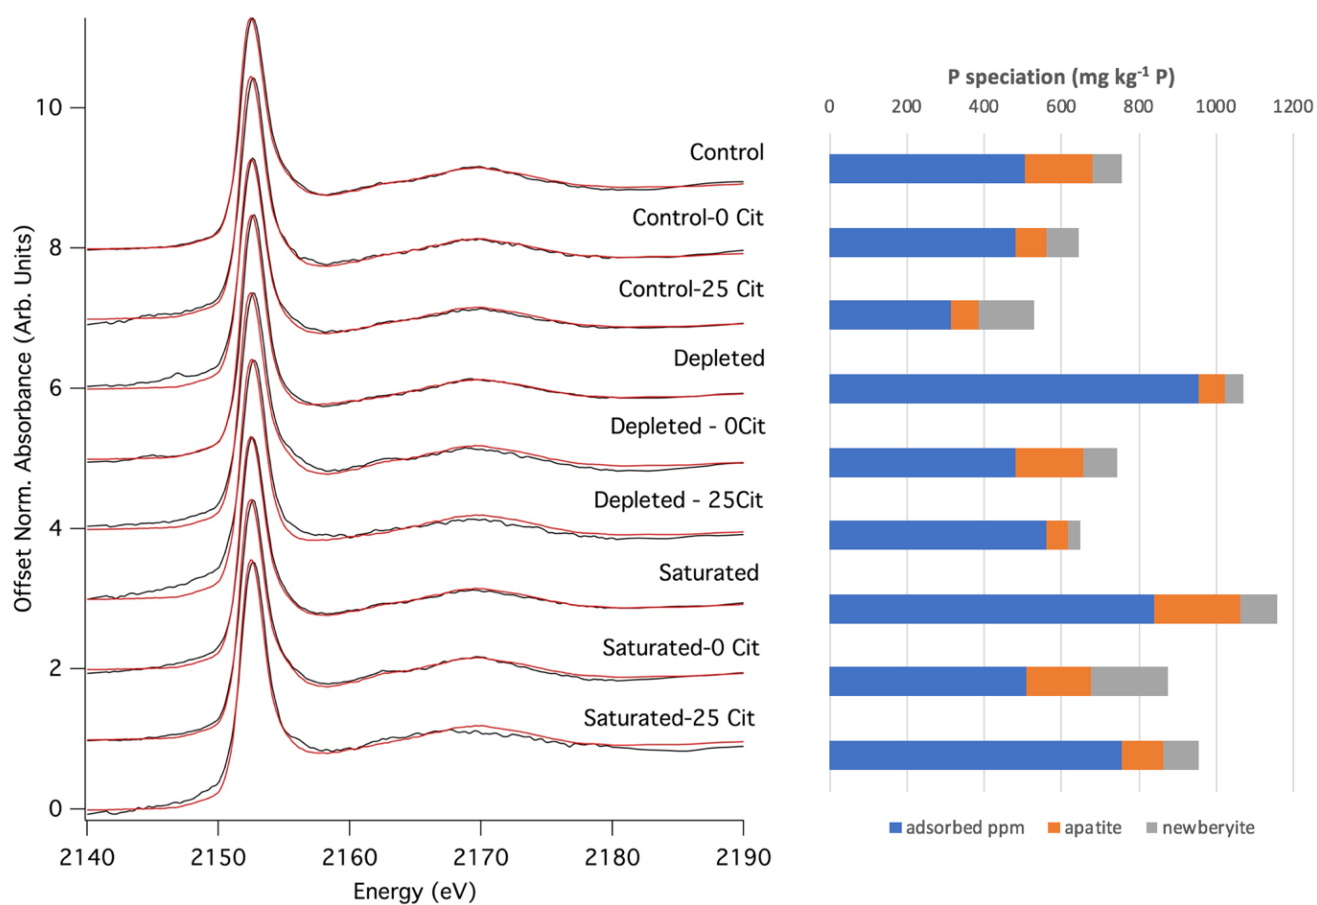 P speciation (mg kg-1 P)
0 200 400 600 800 1000 1200
Offset Norm. Absorbance (Arb. Units)
10
8
6
4
2
0
Control
Control-0 Cit
Control-25 Cit
Depleted
Depleted - 0Cit
Depleted - 25Cit
Saturated
Saturated-0 Cit
Saturated-25 Cit
2140 2150 2160 2170 2180 2190
Energy (eV)
adsorbed ppm apatite newberyite